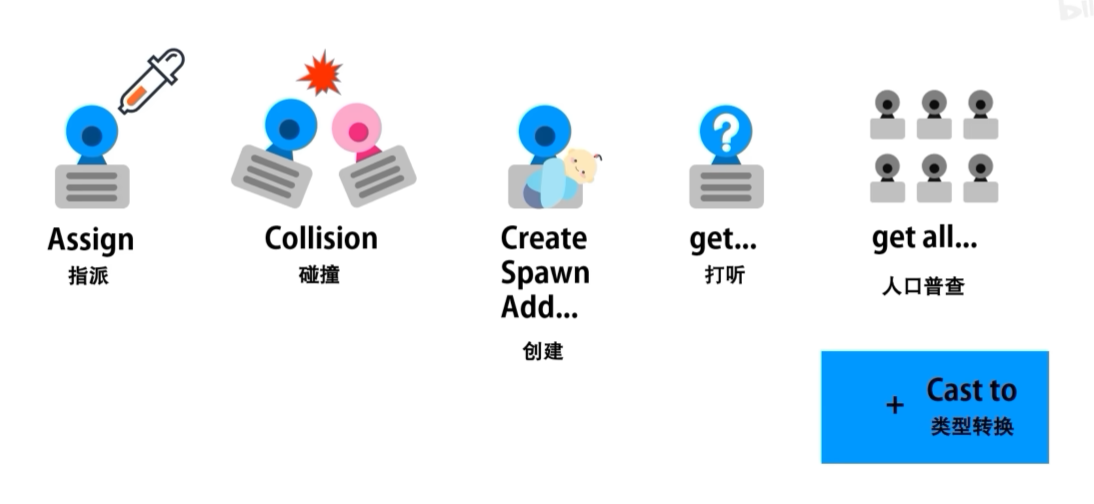 Assign
指派
Collision
碰撞
Create
Spawn
Add...
创建
?
get...
打听
get all...
人口普查
+ Cast to
类型转换